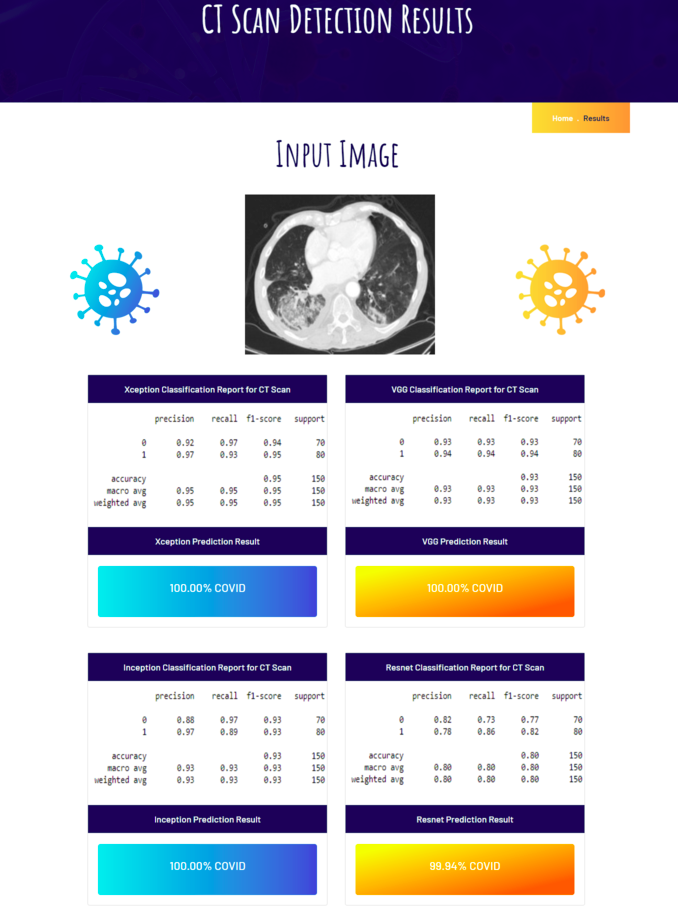 CT Scan Detection Results
Home . Results
Input Image
Xception Classification Report for CT Scan
precision recall f1-score support
0 0.92 0.97 0.94 70
1 0.97 0.93 0.95 80
accuracy 0.95 150
macro avg 0.95 0.95 0.95 150
weighted avg 0.95 0.95 0.95 150
Xception Prediction Result
100.00% COVID
VGG Classification Report for CT Scan
precision recall f1-score support
0 0.93 0.93 0.93 70
1 0.94 0.94 0.94 80
accuracy 0.93 150
macro avg 0.93 0.93 0.93 150
weighted avg 0.93 0.93 0.93 150
VGG Prediction Result
100.00% COVID
Inception Classification Report for CT Scan
precision recall f1-score support
0 0.88 0.97 0.93 70
1 0.97 0.89 0.93 80
accuracy 0.93 150
macro avg 0.93 0.93 0.93 150
weighted avg 0.93 0.93 0.93 150
Inception Prediction Result
100.00% COVID
Resnet Classification Report for CT Scan
precision recall f1-score support
0 0.82 0.73 0.77 70
1 0.78 0.86 0.82 80
accuracy 0.80 150
macro avg 0.80 0.80 0.80 150
weighted avg 0.80 0.80 0.80 150
Resnet Prediction Result
99.94% COVID